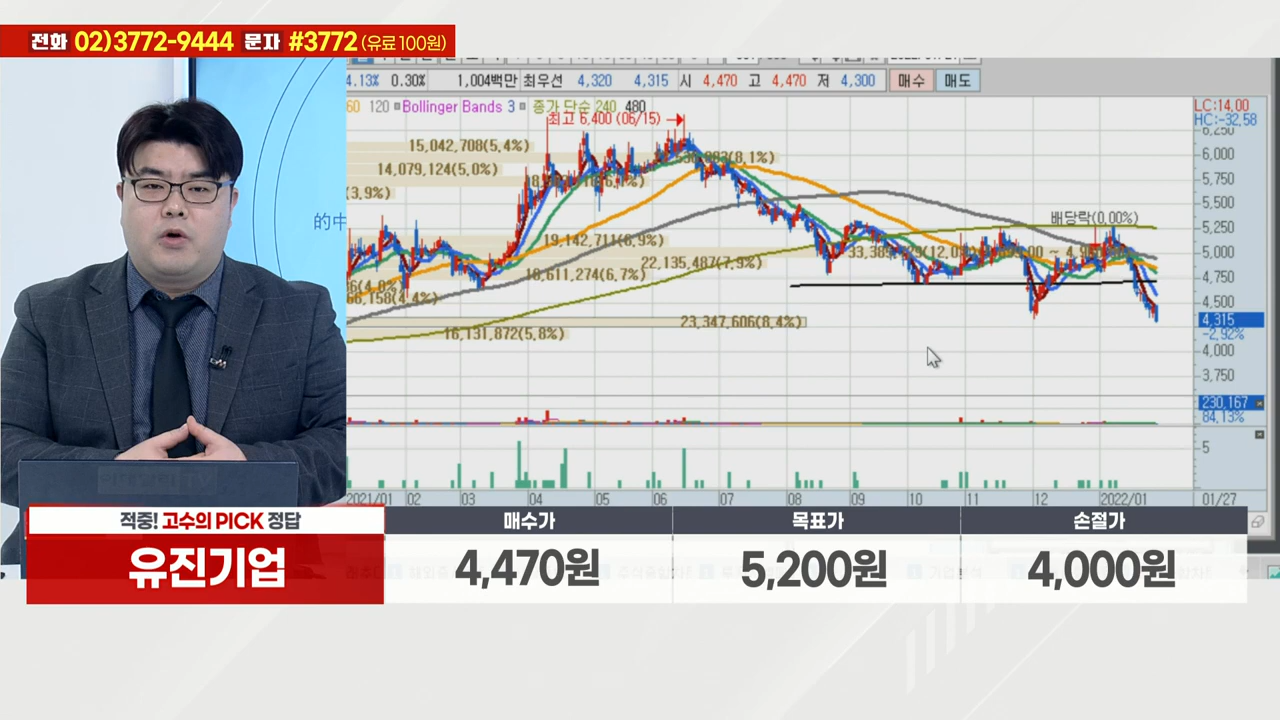 전화 02)3772-9444 문자 #3772 (유료 100원)
4.13% 0.30% 1,004백만 최우선 4,320 4,315 시 4,470 고 4,470 저 4,300 매수 매도
60 120 Bollinger Bands 3 종가 단순 240 480
LC:14.00
HC:-32.58
최고 6,400 (06/15)
6,250
15,042,708(5.4%)
6,000
14,079,124(5.0%)
5,750
(3.9%)
5,500
的中
배당락(0.00%)
5,250
19,142,711(6.9%)
5,000
22,135,487(7.9%)
18,611,274(6.7%)
4,750
4,500
23,347,606(8.4%)
4,315
16,131,872(5.8%)
-2.92%
4,000
3,750
230,167
84.13%
5
2021/01 02 03 04 05 06 07 08 09 10 11 12 2022/01 01/27
적중! 고수의 PICK 정답 매수가 목표가 손절가
유진기업 4,470원 5,200원 4,000원